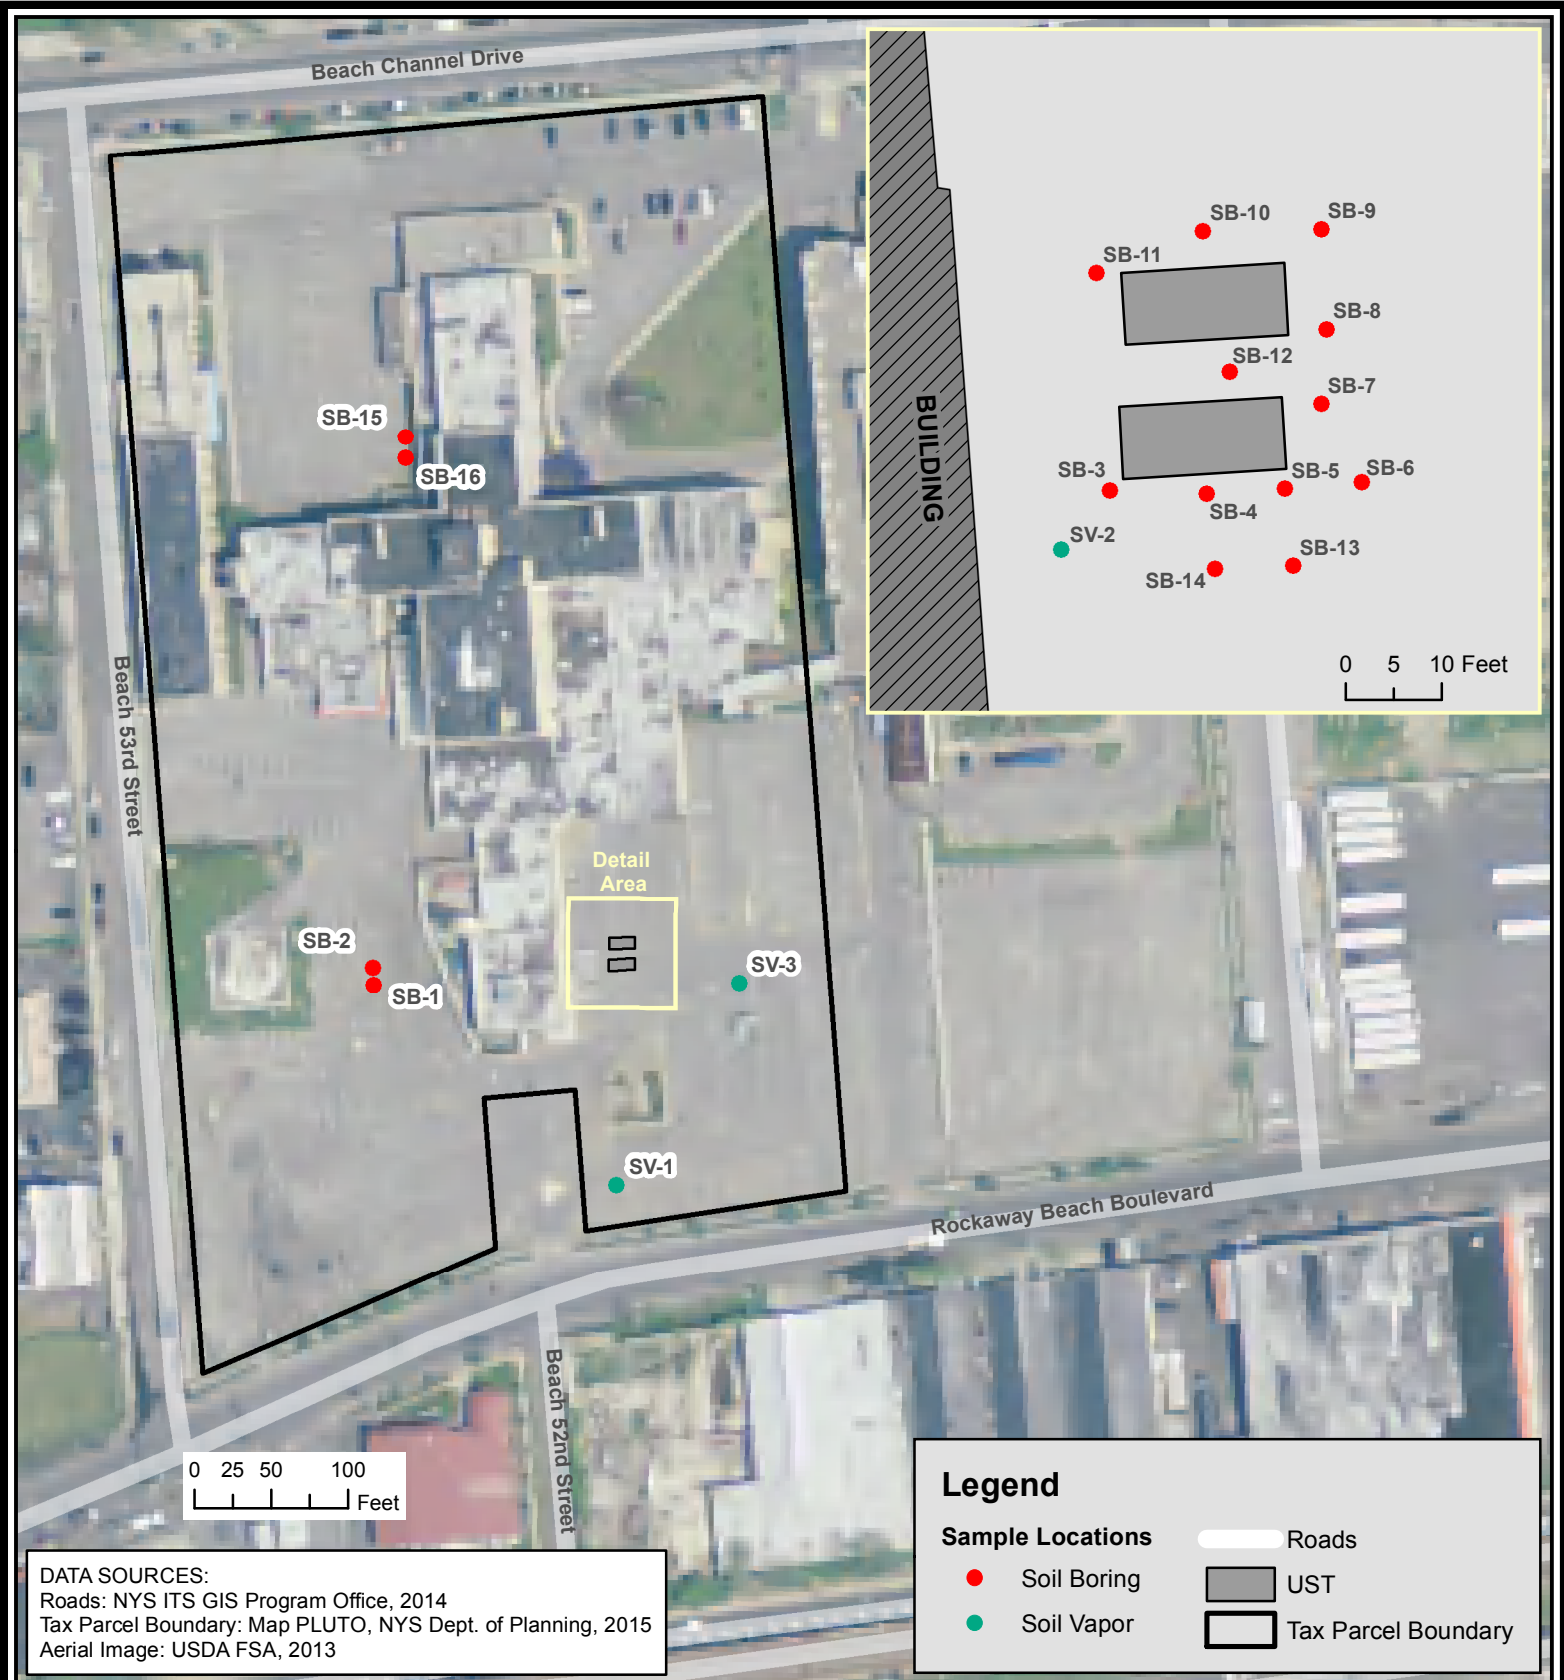 Beach Channel Drive
SB-10
SB-9
SB-11
SB-8
SB-12
SB-7
BUILDING
SB-3
SB-5
SB-6
SB-4
SV-2
SB-13
SB-14
0 5 10 Feet
SB-15
SB-16
Beach 53rd Street
Detail
Area
SB-2
SB-1
SV-3
SV-1
Rockaway Beach Boulevard
Beach 52nd Street
0 25 50 100
Feet
Legend
Sample Locations
Roads
Soil Boring
UST
Soil Vapor
Tax Parcel Boundary
DATA SOURCES:
Roads: NYS ITS GIS Program Office, 2014
Tax Parcel Boundary: Map PLUTO, NYS Dept. of Planning, 2015
Aerial Image: USDA FSA, 2013